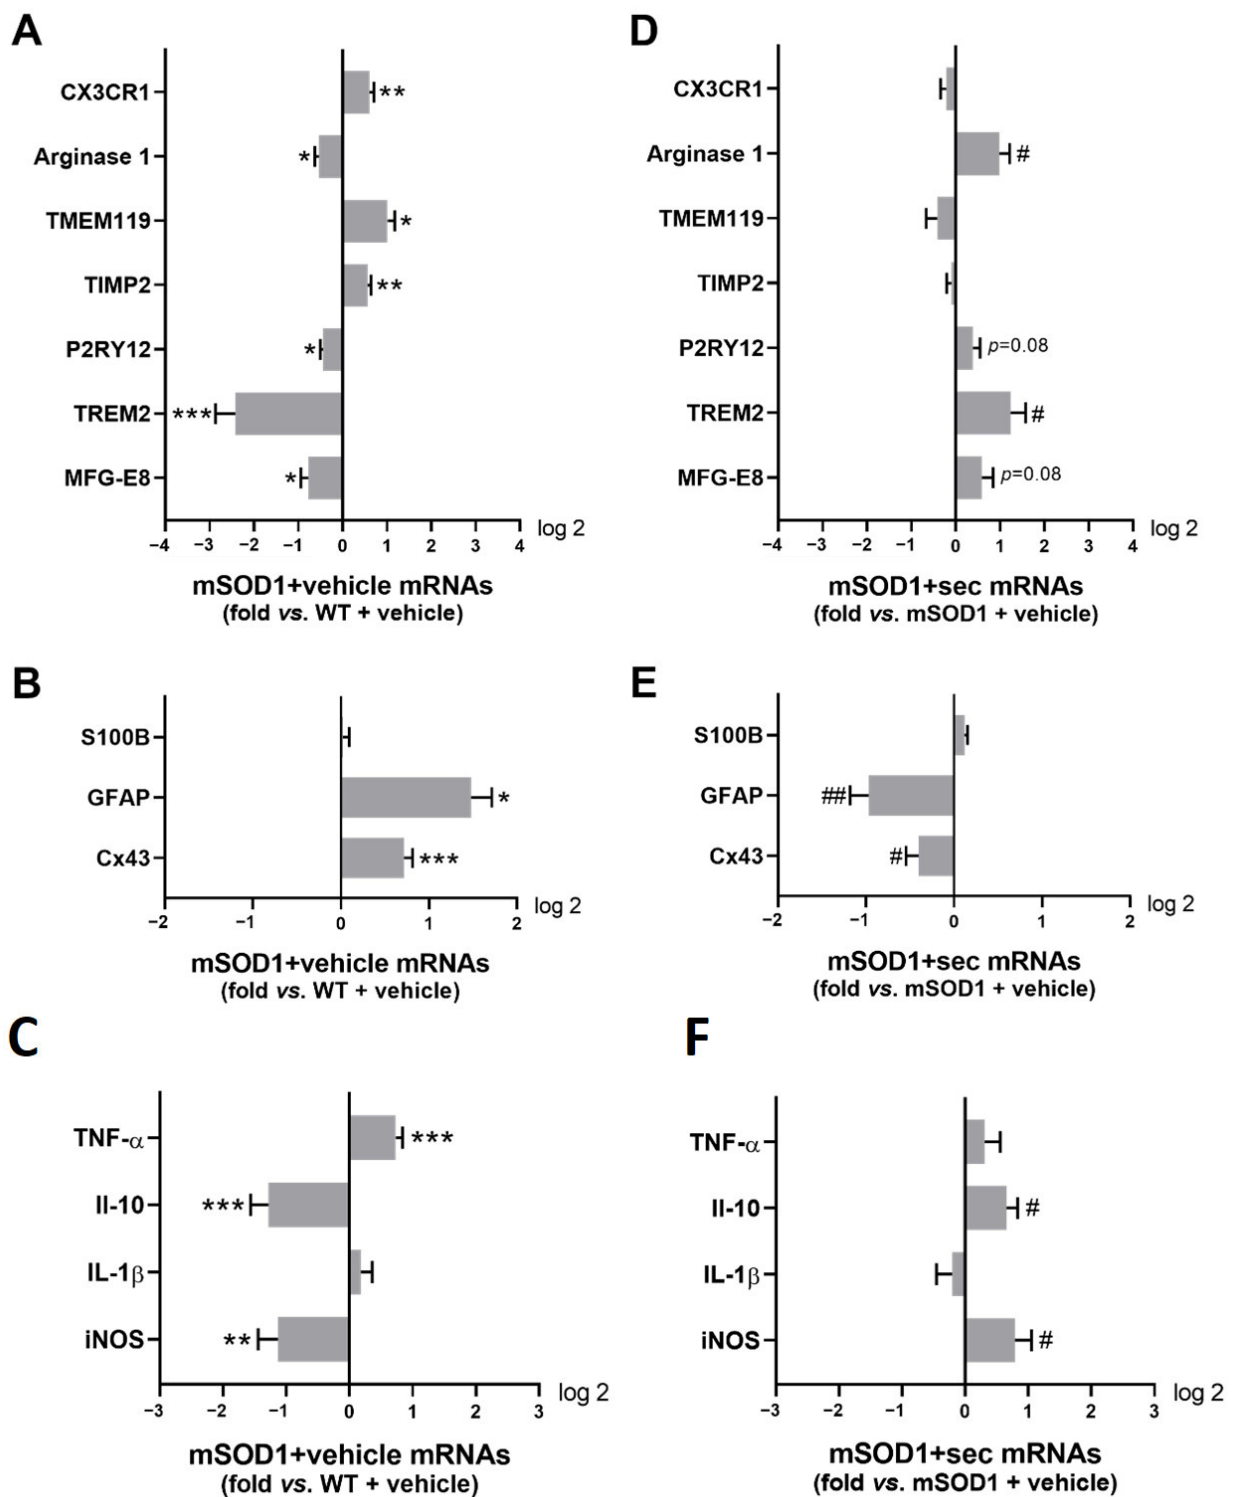 A
CX3CR1 **
Arginase 1 *
TMEM119 *
TIMP2 **
P2RY12 *
TREM2 ***
MFG-E8 *
−4 −3 −2 −1 0 1 2 3 4 log 2
mSOD1+vehicle mRNAs
(fold vs. WT + vehicle)
D
CX3CR1
Arginase 1 #
TMEM119
TIMP2
P2RY12 p=0.08
TREM2 #
MFG-E8 p=0.08
−4 −3 −2 −1 0 1 2 3 4 log 2
mSOD1+sec mRNAs
(fold vs. mSOD1 + vehicle)
B
S100B
GFAP *
Cx43 ***
−2 −1 0 1 2 log 2
mSOD1+vehicle mRNAs
(fold vs. WT + vehicle)
E
S100B
GFAP ##
Cx43 #
−2 −1 0 1 2 log 2
mSOD1+sec mRNAs
(fold vs. mSOD1 + vehicle)
C
TNF-α ***
Il-10 ***
IL-1β
iNOS **
−3 −2 −1 0 1 2 3 log 2
mSOD1+vehicle mRNAs
(fold vs. WT + vehicle)
F
TNF-α
Il-10 #
IL-1β
iNOS #
−3 −2 −1 0 1 2 3 log 2
mSOD1+sec mRNAs
(fold vs. mSOD1 + vehicle)